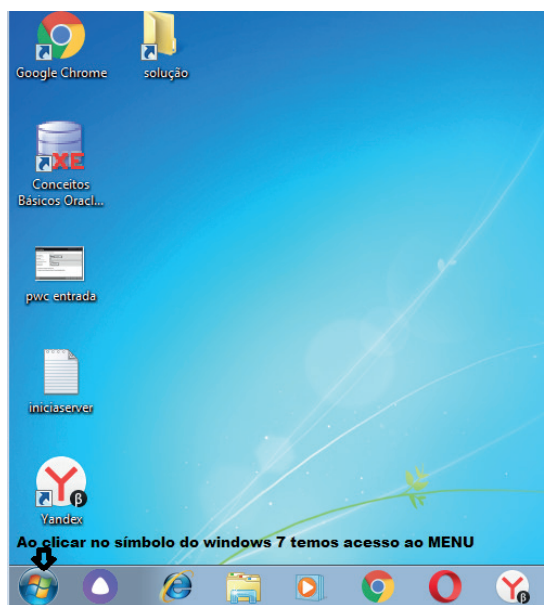 Google Chrome
solução
XE
Conceitos
Básicos Oracl...
pwc entrada
iniciaserver
Yandex
Ao clicar no símbolo do windows 7 temos acesso ao MENU